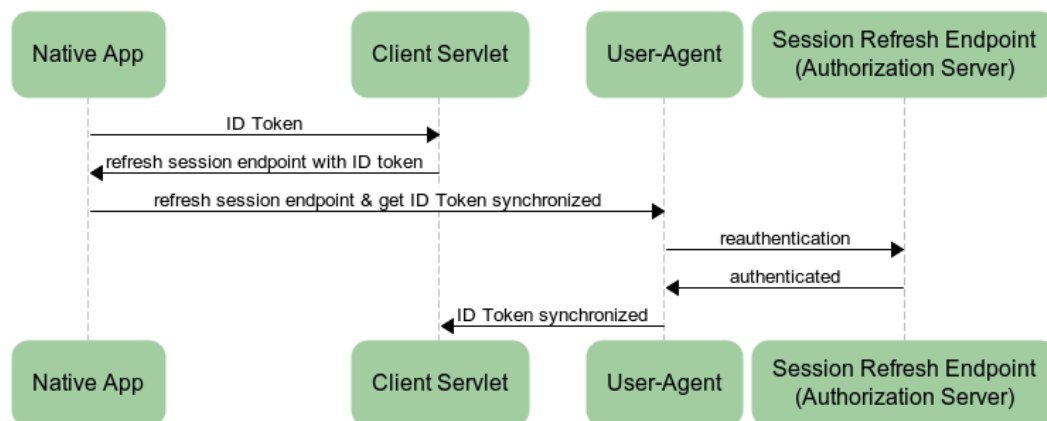 Native App
Client Servlet
User-Agent
Session Refresh Endpoint
(Authorization Server)
ID Token
refresh session endpoint with ID token
refresh session endpoint & get ID Token synchronized
reauthentication
authenticated
ID Token synchronized
Native App
Client Servlet
User-Agent
Session Refresh Endpoint
(Authorization Server)